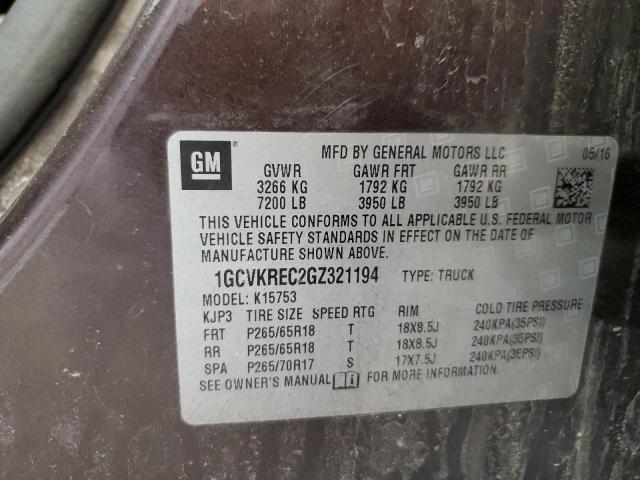 GM ®
MFD BY GENERAL MOTORS LLC 05/16
GVWR GAWR FRT GAWR RR
3266 KG 1792 KG 1792 KG
7200 LB 3950 LB 3950 LB
THIS VEHICLE CONFORMS TO ALL APPLICABLE U.S. FEDERAL MOTOR
VEHICLE SAFETY STANDARDS IN EFFECT ON THE DATE OF
MANUFACTURE SHOWN ABOVE.
1GCVKREC2GZ321194 TYPE: TRUCK
MODEL: K15753
KJP3 TIRE SIZE SPEED RTG RIM COLD TIRE PRESSURE
FRT P265/65R18 T 18X8.5J 240KPA(35PSI)
RR P265/65R18 T 18X8.5J 240KPA(35PSI)
SPA P265/70R17 S 17X7.5J 240KPA(35PSI)
SEE OWNER'S MANUAL FOR MORE INFORMATION.